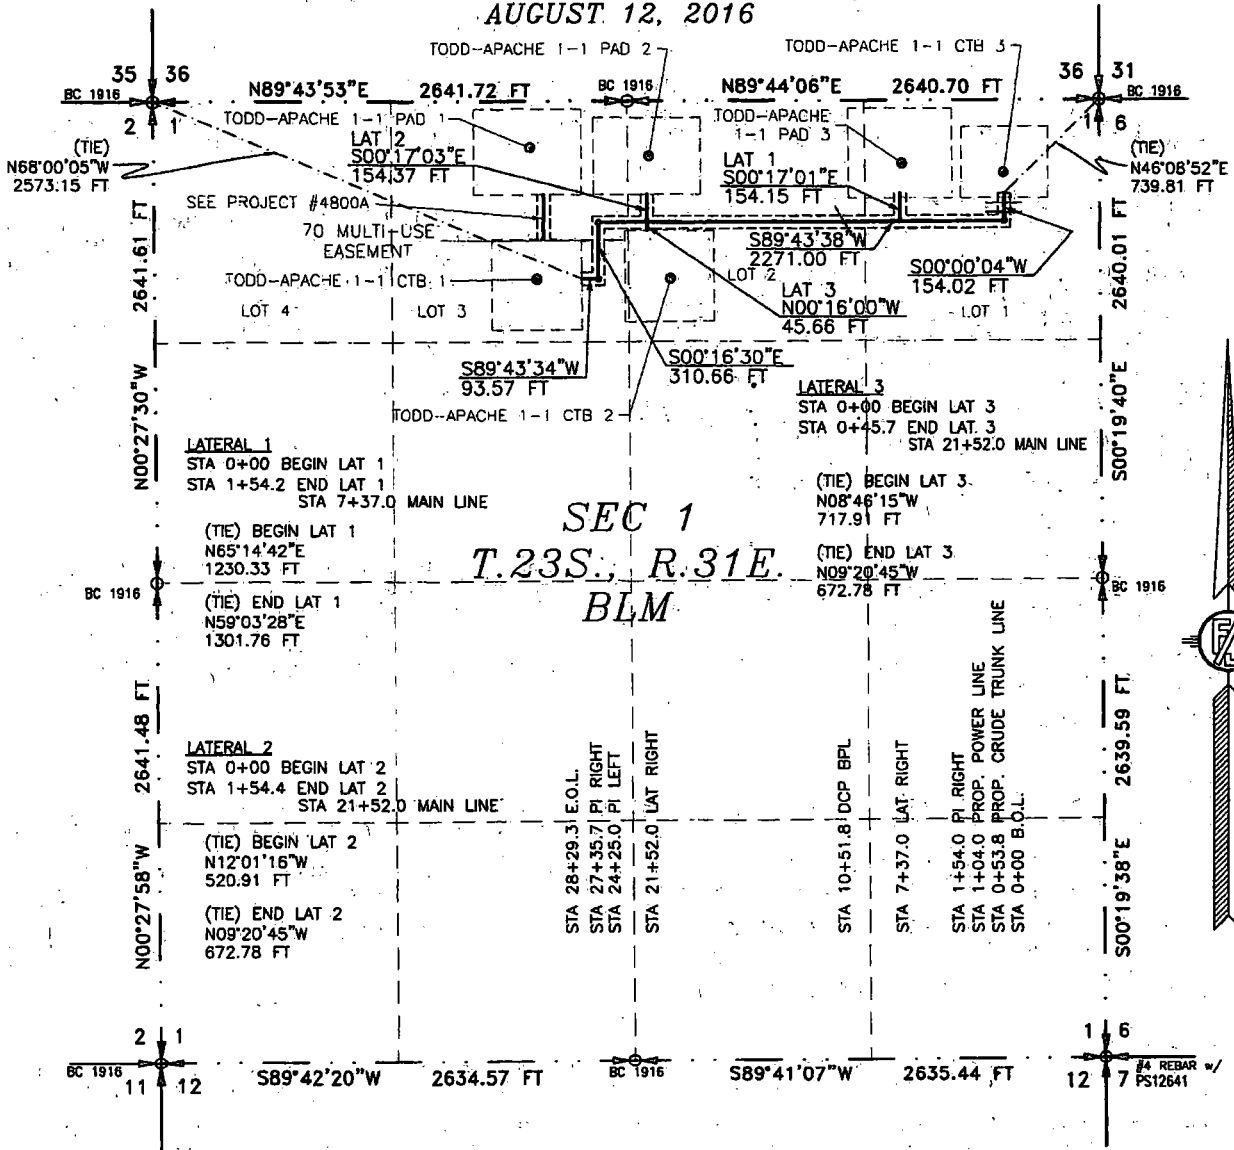 AUGUST 12, 2016
TODD-APACHE 1-1 PAD 2
TODD-APACHE 1-1 CTB 3
35 36
36 31
BC 1916
N89°43'53"E 2641.72 FT
BC 1916
N89°44'06"E 2640.70 FT
BC 1916
2 1
1 6
TODD-APACHE 1-1 PAD 1
TODD-APACHE
1-1 PAD 3
(TIE)
N68°00'05"W
2573.15 FT
LAT 2
S00°17'03"E
154.37 FT
LAT 1
S00°17'01"E
154.15 FT
(TIE)
N46°08'52"E
739.81 FT
SEE PROJECT #4800A
70 MULTI-USE
EASEMENT
S89°43'38"W
2271.00 FT
S00°00'04"W
154.02 FT
TODD-APACHE 1-1 CTB 1
LOT 4
LOT 3
LOT 2
LOT 1
LAT 3
N00°16'00"W
45.66 FT
2641.61 FT
N00°27'30"W
2640.01 FT
S00°19'40"E
S89°43'34"W
93.57 FT
S00°16'30"E
310.66 FT
TODD-APACHE 1-1 CTB 2
LATERAL 3
STA 0+00 BEGIN LAT 3
STA 0+45.7 END LAT 3
STA 21+52.0 MAIN LINE
LATERAL 1
STA 0+00 BEGIN LAT 1
STA 1+54.2 END LAT 1
STA 7+37.0 MAIN LINE
(TIE) BEGIN LAT 3
N08°46'15"W
717.91 FT
(TIE) BEGIN LAT 1
N65°14'42"E
1230.33 FT
SEC 1
T.23S., R.31E.
BLM
(TIE) END LAT 3
N09°20'45"W
672.78 FT
BC 1916
BC 1916
(TIE) END LAT 1
N59°03'28"E
1301.76 FT
2641.48 FT
N00°27'58"W
2639.59 FT
S00°19'38"E
LATERAL 2
STA 0+00 BEGIN LAT 2
STA 1+54.4 END LAT 2
STA 21+52.0 MAIN LINE
(TIE) BEGIN LAT 2
N12°01'16"W
520.91 FT
(TIE) END LAT 2
N09°20'45"W
672.78 FT
STA 28+29.3 E.O.L.
STA 27+35.7 PI RIGHT
STA 24+25.0 PI LEFT
STA 21+52.0 LAT RIGHT
STA 10+51.8 DCP BPL
STA 7+37.0 LAT RIGHT
STA 1+54.0 PI RIGHT
STA 1+04.0 PROP. POWER LINE
STA 0+53.8 PROP. CRUDE TRUNK LINE
STA 0+00 B.O.L.
2 1
1 6
BC 1916
S89°42'20"W 2634.57 FT
BC 1916
S89°41'07"W 2635.44 FT
#4 REBAR w/
PS12641
11 12
12 7